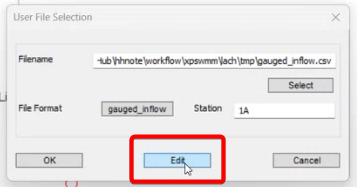 User File Selection
Filename
Hub\hhnote\workflow\xpswmm\lach\tmp\gauged_inflow.csv
Select
File Format
gauged_inflow
Station
1A
OK
Edit
Cancel